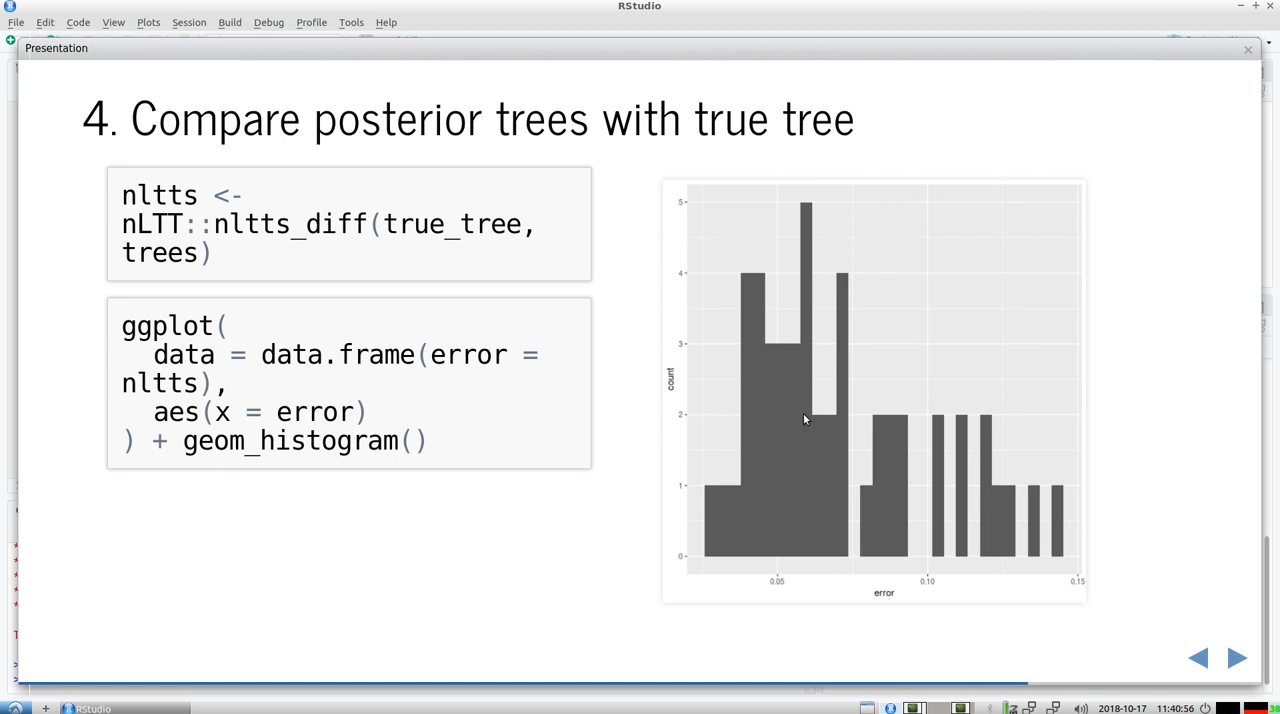 RStudio
File Edit Code View Plots Session Build Debug Profile Tools Help
Presentation
4. Compare posterior trees with true tree
nltts <-
nLTT::nltts_diff(true_tree,
trees)
ggplot(
data = data.frame(error =
nltts),
aes(x = error)
) + geom_histogram()
5
4
3
2
1
0
count
0.05 0.10 0.15
error
RStudio
2018-10-17 11:40:56
38